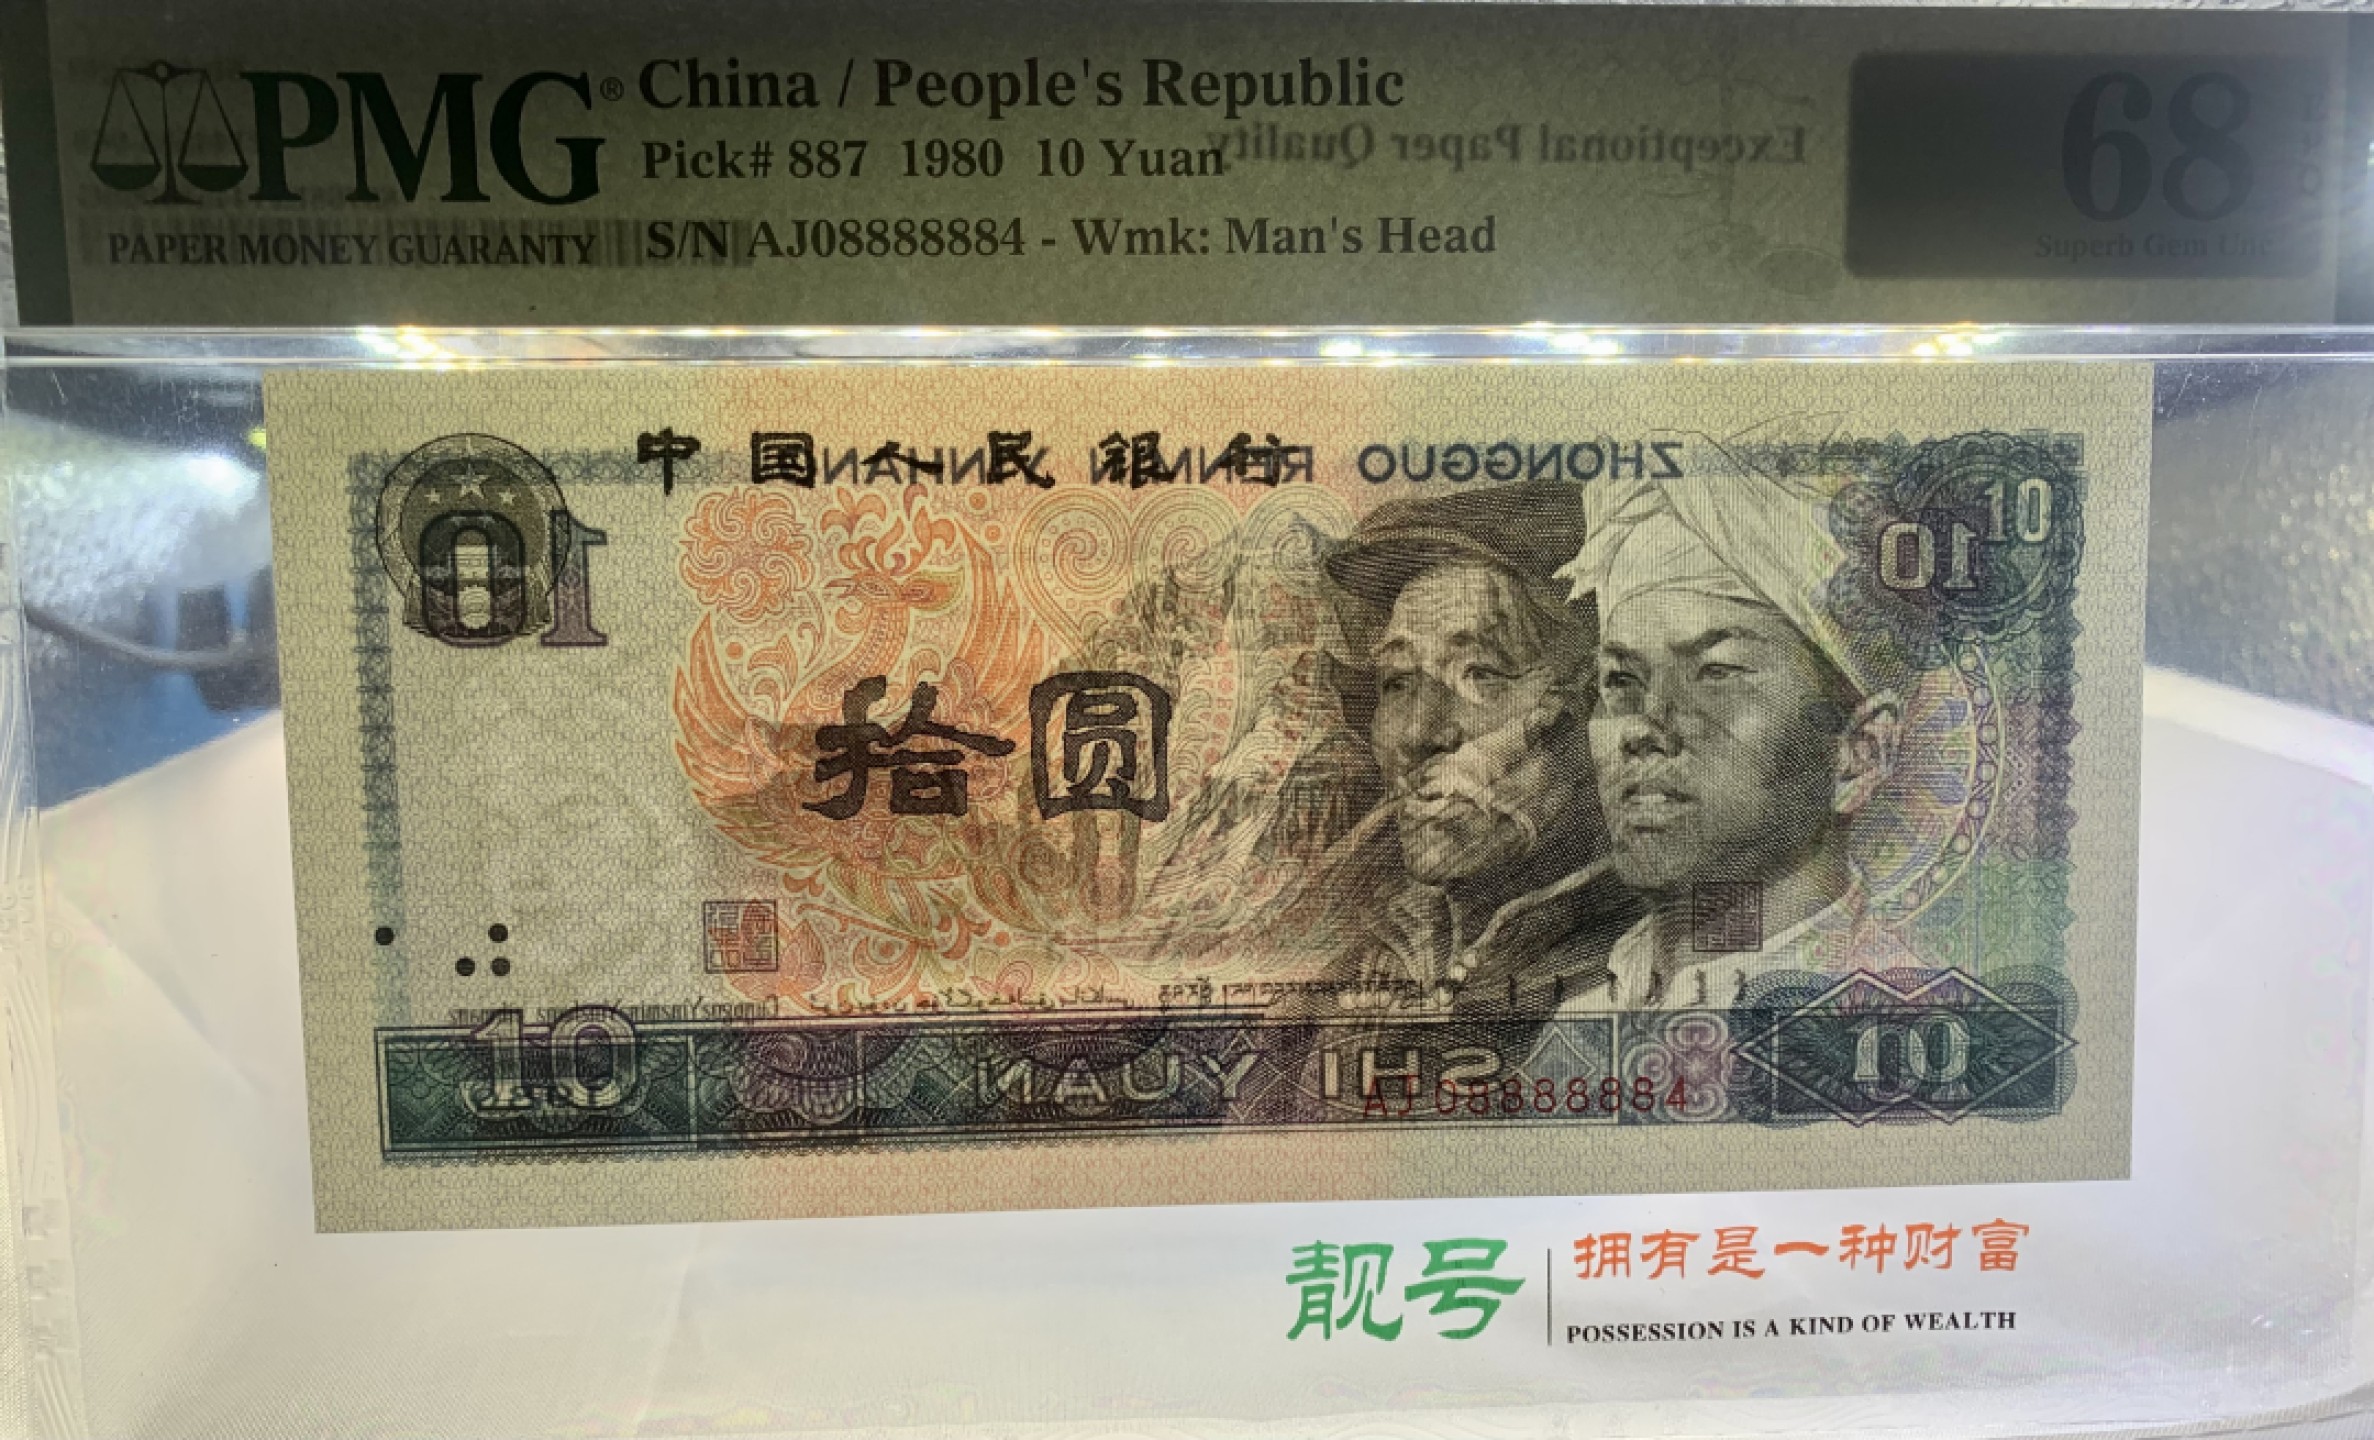 PMG® China / People's Republic
Pick# 887 1980 10 Yuan
Exceptional Paper Quality
PAPER MONEY GUARANTY S/N AJ08888884 - Wmk: Man's Head
68 EPQ
Superb Gem Unc
中国人民银行
ZHONGGUO RENMIN YINHANG
10
10
10
拾圆
10
10
SHI YUAN
AJ08888884
靓号
拥有是一种财富
POSSESSION IS A KIND OF WEALTH